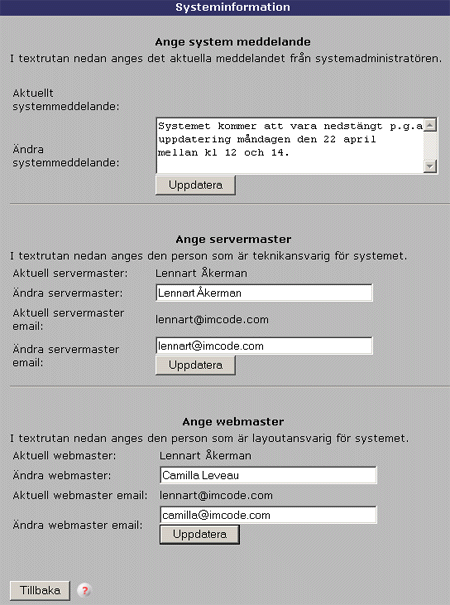 Systeminformation
Ange system meddelande
I textrutan nedan anges det aktuella meddelandet från systemadministratören.
Aktuellt
systemmeddelande:
Ändra
systemmeddelande:
Systemet kommer att vara nedstängt p.g.a
uppdatering måndagen den 22 april
mellan kl 12 och 14.
Uppdatera
Ange servermaster
I textrutan nedan anges den person som är teknikansvarig för systemet.
Aktuell servermaster: Lennart Åkerman
Ändra servermaster: Lennart Åkerman
Aktuell servermaster
email: lennart@imcode.com
Ändra servermaster
email: lennart@imcode.com
Uppdatera
Ange webmaster
I textrutan nedan anges den person som är layoutansvarig för systemet.
Aktuell webmaster: Lennart Åkerman
Ändra webmaster: Camilla Leveau
Aktuell webmaster email: lennart@imcode.com
Ändra webmaster email: camilla@imcode.com
Uppdatera
Tillbaka ?